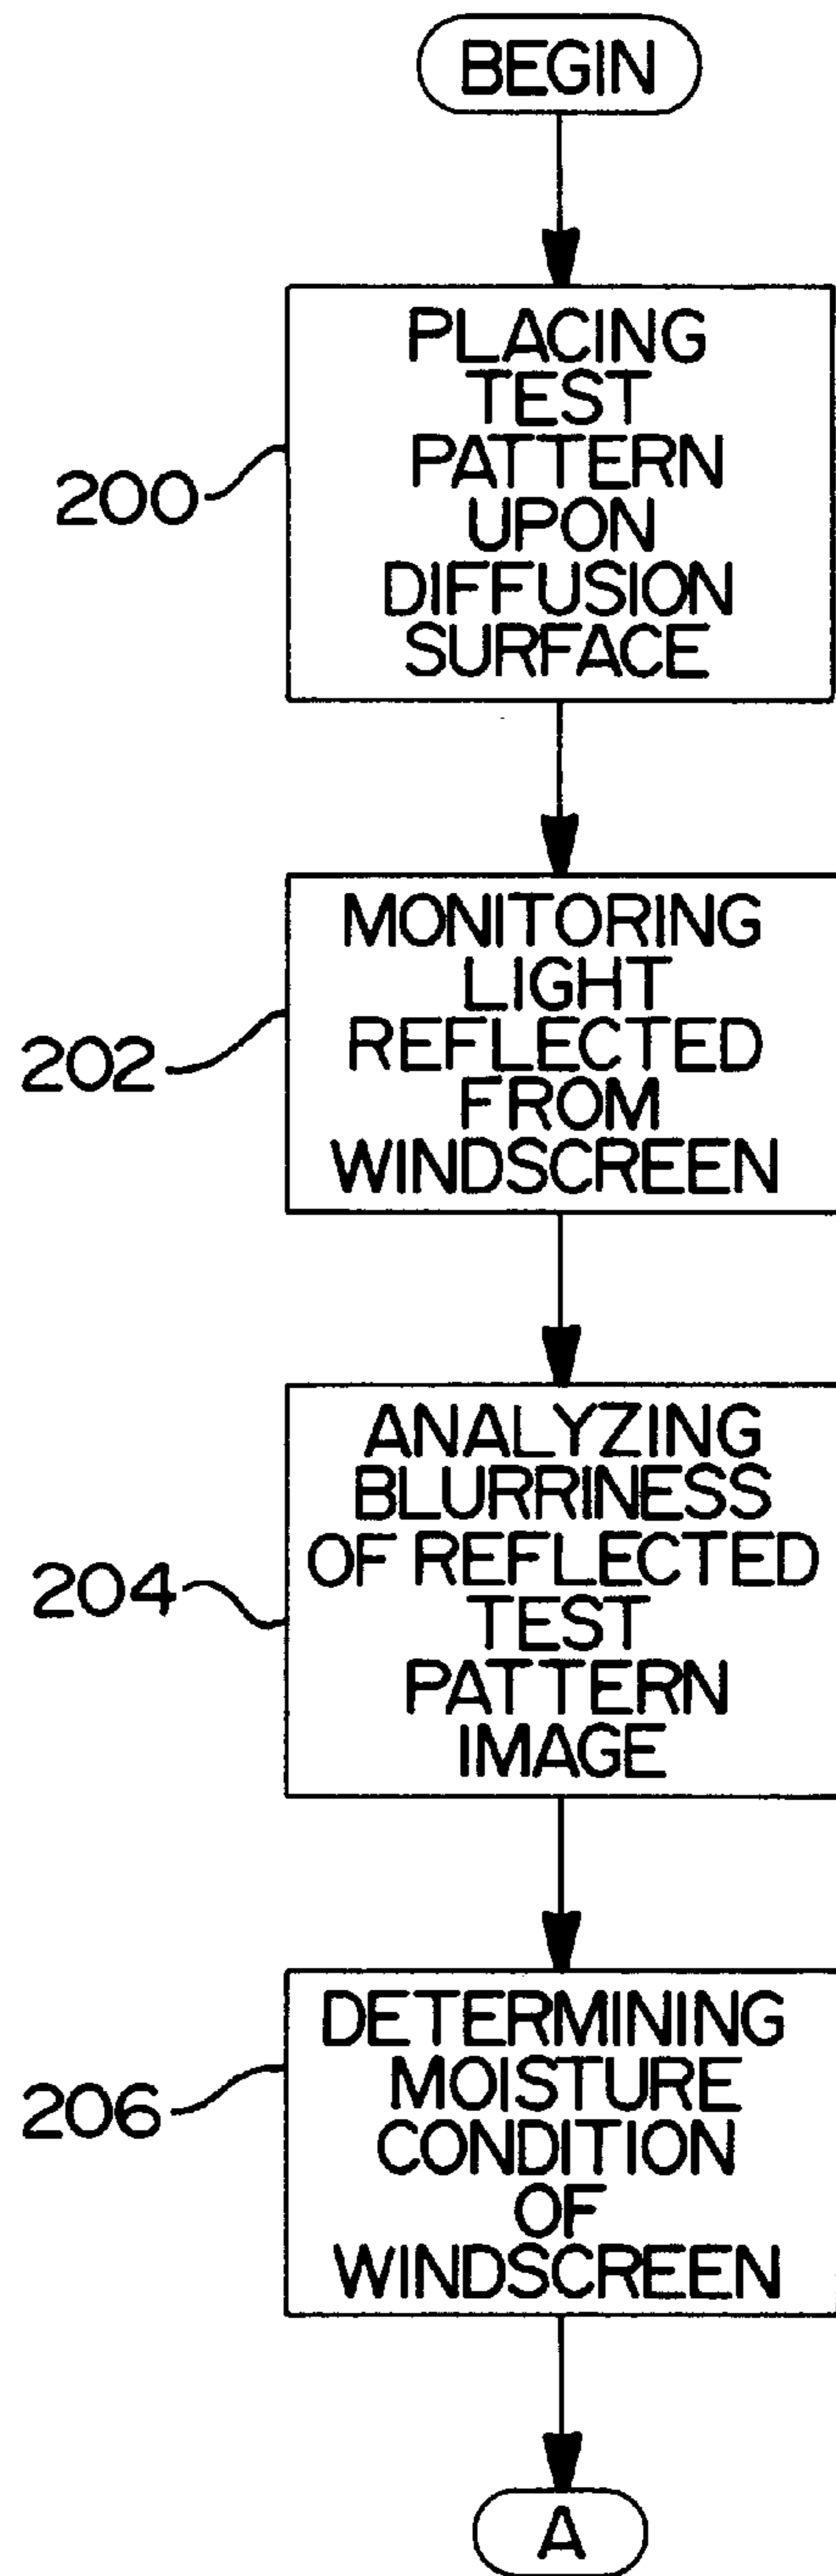 BEGIN
PLACING
TEST
PATTERN
UPON
DIFFUSION
SURFACE
200
MONITORING
LIGHT
REFLECTED
FROM
WINDSCREEN
202
ANALYZING
BLURRINESS
OF REFLECTED
TEST
PATTERN
IMAGE
204
DETERMINING
MOISTURE
CONDITION
OF
WINDSCREEN
206
A